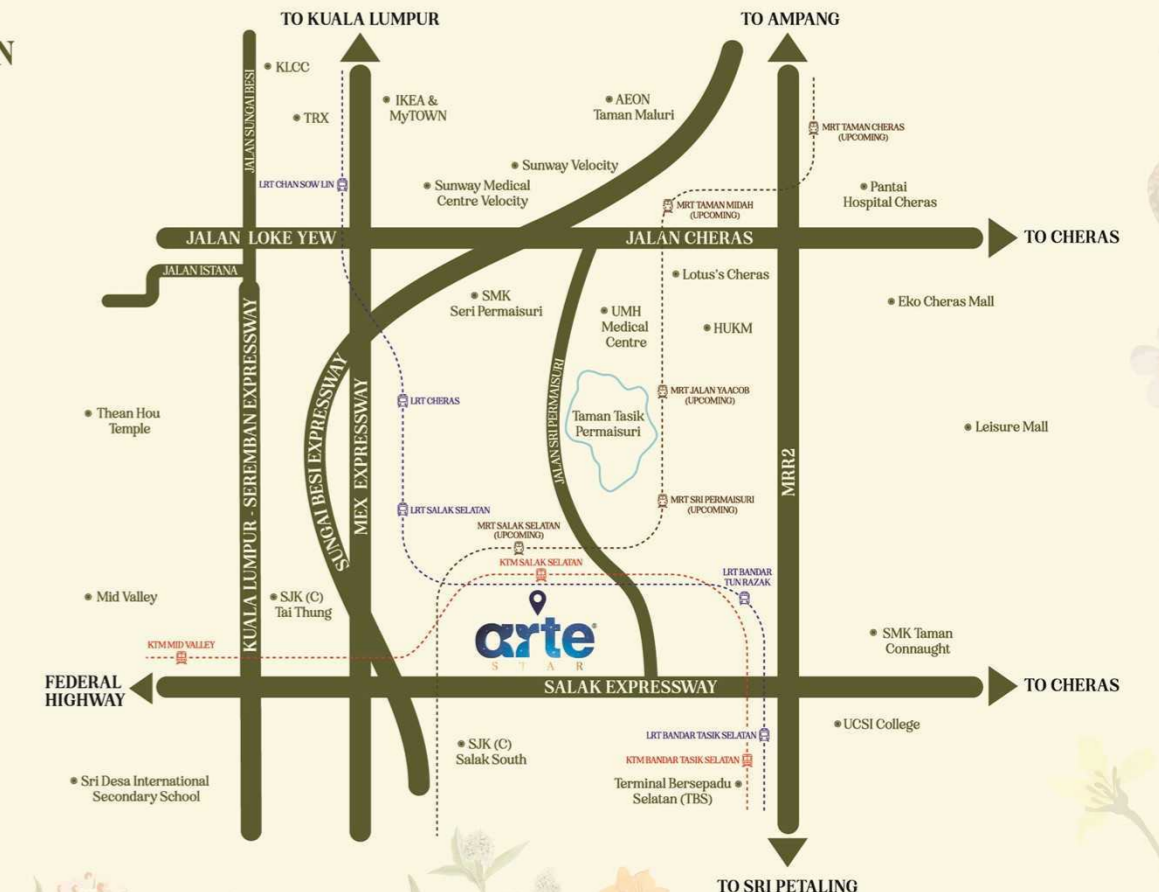 N
TO KUALA LUMPUR
TO AMPANG
JALAN SUNGAI BESI
KLCC
TRX
IKEA &
MyTOWN
AEON
Taman Maluri
MRT TAMAN CHERAS
(UPCOMING)
Sunway Velocity
LRT CHAN SOW LIN
Sunway Medical
Centre Velocity
Pantai
Hospital Cheras
MRT TAMAN MIDAH
(UPCOMING)
JALAN LOKE YEW
JALAN CHERAS
TO CHERAS
JALAN ISTANA
Lotus's Cheras
SMK
Seri Permaisuri
UMH
Medical
Centre
Eko Cheras Mall
HUKM
KUALA LUMPUR - SEREMBAN EXPRESSWAY
SUNGAI BESI EXPRESSWAY
MEX EXPRESSWAY
JALAN SRI PERMAISURI
MRR2
LRT CHERAS
MRT JALAN YAACOB
(UPCOMING)
Thean Hou
Temple
Taman Tasik
Permaisuri
Leisure Mall
LRT SALAK SELATAN
MRT SRI PERMAISURI
(UPCOMING)
MRT SALAK SELATAN
(UPCOMING)
KTM SALAK SELATAN
LRT BANDAR
TUN RAZAK
Mid Valley
SJK (C)
Tai Thung
arte®
STAR
KTM MID VALLEY
SMK Taman
Connaught
FEDERAL
HIGHWAY
SALAK EXPRESSWAY
TO CHERAS
UCSI College
LRT BANDAR TASIK SELATAN
SJK (C)
Salak South
KTM BANDAR TASIK SELATAN
Sri Desa International
Secondary School
Terminal Bersepadu
Selatan (TBS)
TO SRI PETALING